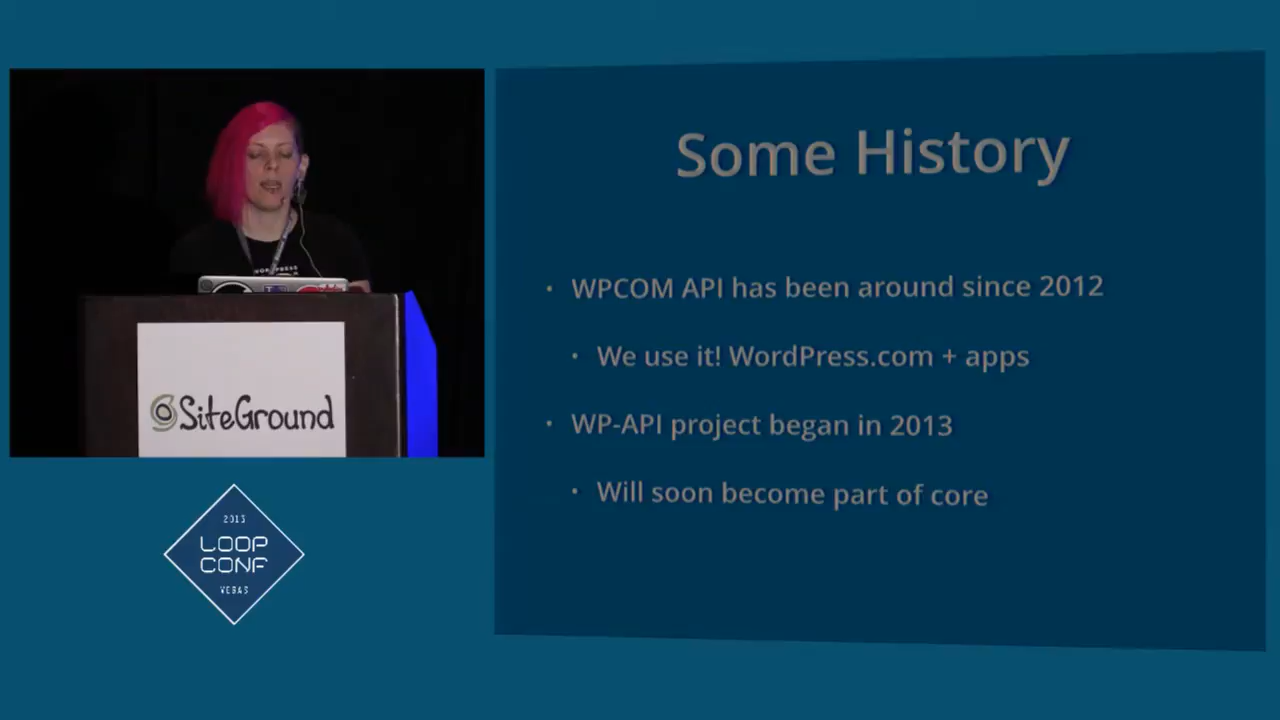 Some History
• WPCOM API has been around since 2012
• We use it! WordPress.com + apps
• WP-API project began in 2013
• Will soon become part of core
SiteGround
LOOP
CONF
VEGAS